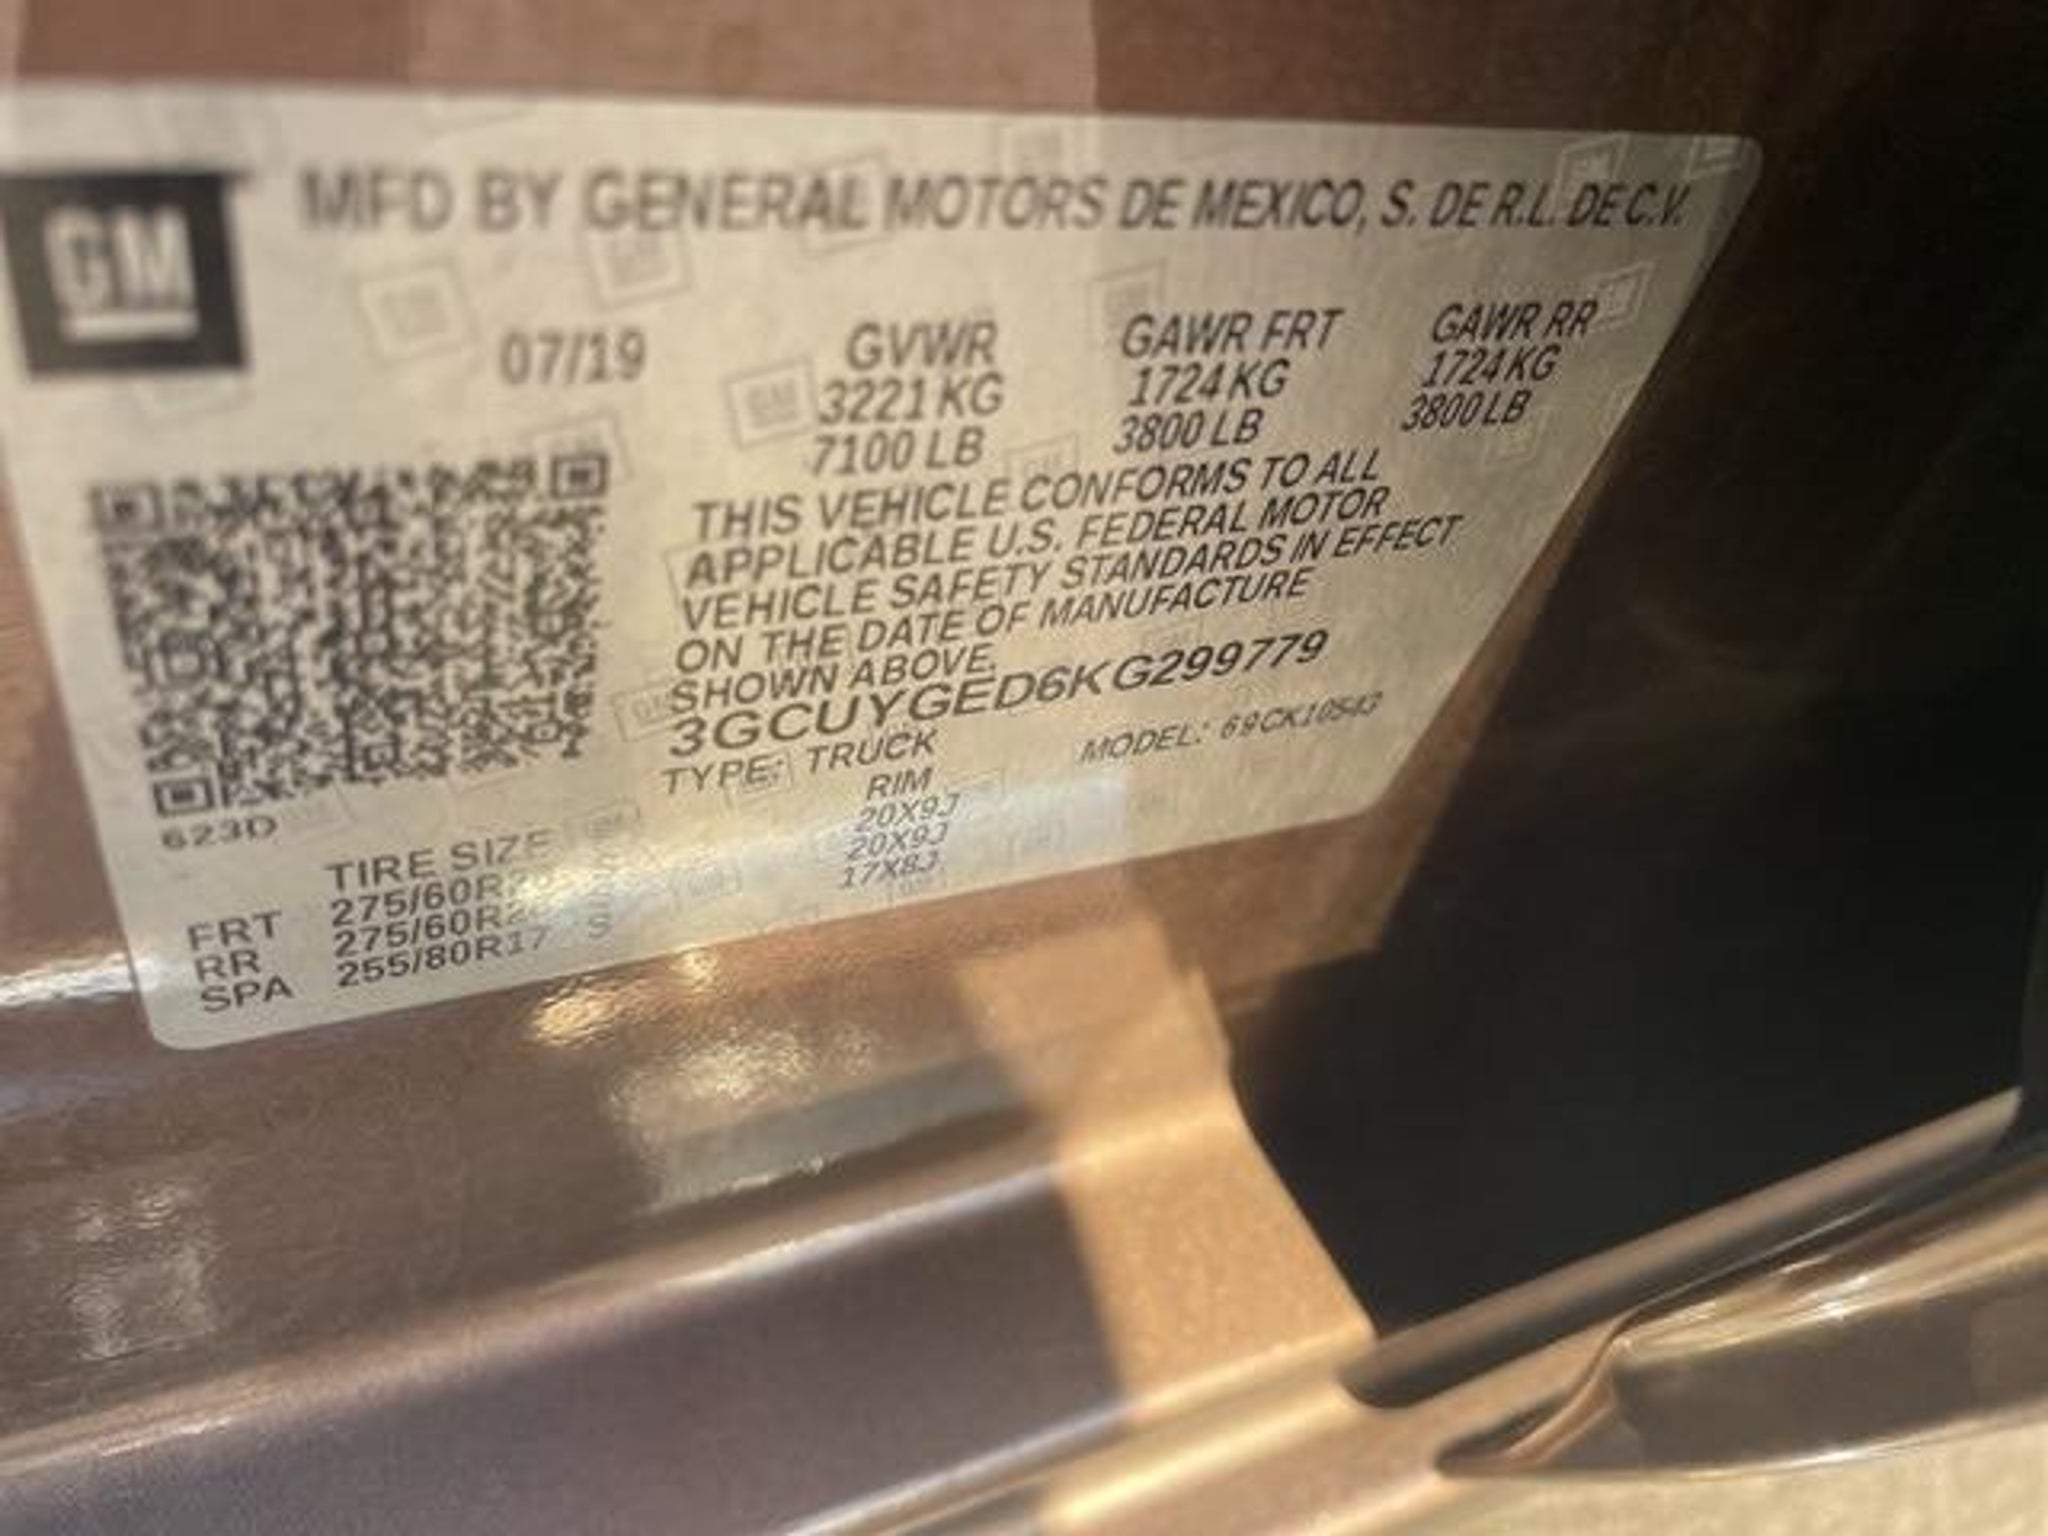 GM
MFD BY GENERAL MOTORS DE MEXICO, S. DE R.L. DE C.V.
07/19
GVWR
3221 KG
7100 LB
GAWR FRT
1724 KG
3800 LB
GAWR RR
1724 KG
3800 LB
THIS VEHICLE CONFORMS TO ALL
APPLICABLE U.S. FEDERAL MOTOR
VEHICLE SAFETY STANDARDS IN EFFECT
ON THE DATE OF MANUFACTURE
SHOWN ABOVE.
3GCUYGED6KG299779
TYPE: TRUCK MODEL: 69CK10543
623D
TIRE SIZE RIM
FRT 20X9J
RR 20X9J
SPA 255/80R17 S 17X8J